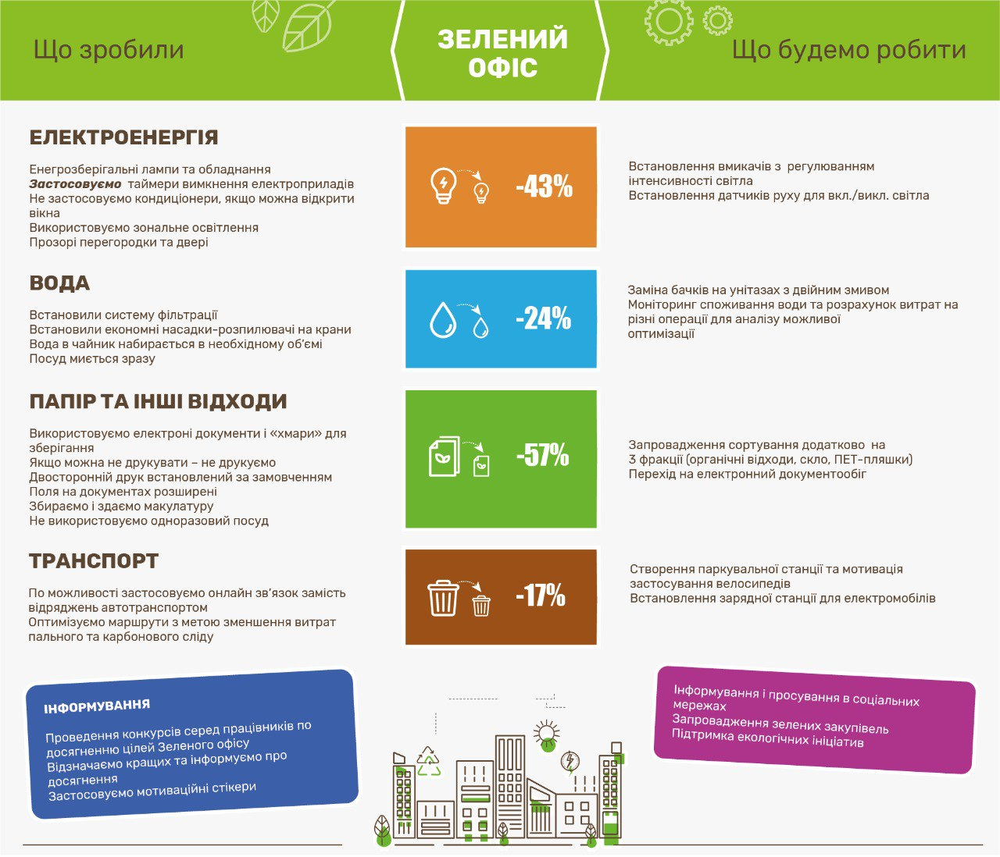 Що зробили
ЗЕЛЕНИЙ
ОФІС
Що будемо робити
ЕЛЕКТРОЕНЕРГІЯ
Енегрозберігальні лампи та обладнання
Застосовуємо таймери вимкнення електроприладів
Не застосовуємо кондиціонери, якщо можна відкрити
вікна
Використовуємо зональне освітлення
Прозорі перегородки та двері
-43%
Встановлення вмикачів з регулюванням
інтенсивності світла
Встановлення датчиків руху для вкл./викл. світла
ВОДА
Встановили систему фільтрації
Встановили економні насадки-розпилювачі на крани
Вода в чайник набирається в необхідному об’ємі
Посуд миється зразу
-24%
Заміна бачків на унітазах з двійним змивом
Моніторинг споживання води та розрахунок витрат на
різні операції для аналізу можливої
оптимізації
ПАПІР ТА ІНШІ ВІДХОДИ
Використовуємо електроні документи і «хмари» для
зберігання
Якщо можна не друкувати – не друкуємо
Двосторонній друк встановлений за замовченням
Поля на документах розширені
Збираємо і здаємо макулатуру
Не використовуємо одноразовий посуд
-57%
Запровадження сортування додатково на
3 фракції (органічні відходи, скло, ПЕТ-пляшки)
Перехід на електронний документообіг
ТРАНСПОРТ
По можливості застосовуємо онлайн зв’язок замість
відряджень автотранспортом
Оптимізуємо маршрути з метою зменшення витрат
пального та карбонового сліду
-17%
Створення паркувальної станції та мотивація
застосування велосипедів
Встановлення зарядної станції для електромобілів
ІНФОРМУВАННЯ
Проведення конкурсів серед працівників по
досягненню цілей Зеленого офісу
Відзначаємо кращих та інформуємо про
досягнення
Застосовуємо мотиваційні стікери
Інформування і просування в соціальних
мережах
Запровадження зелених закупівель
Підтримка екологічних ініціатив